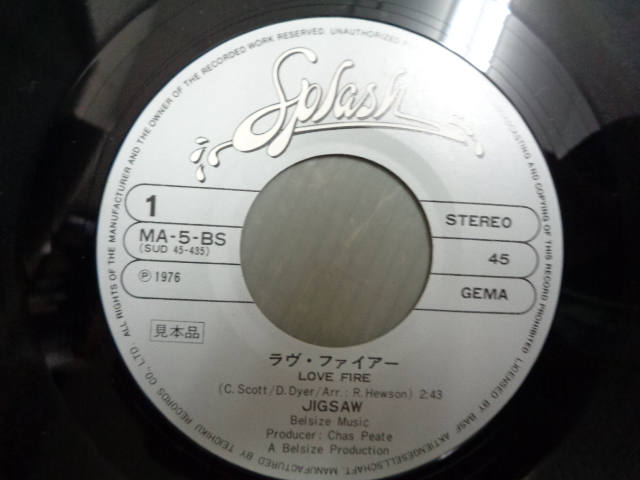 ALL RIGHTS OF THE MANUFACTURER AND THE OWNER OF THE RECORDED WORK RESERVED. UNAUTHORIZED
CASTING AND COPYING OF THIS RECORD PROHIBITED
Splash
1
MA-5-BS
(SUD 45-435)
Ⓟ1976
STEREO
45
GEMA
見本品
ラヴ・ファイアー
LOVE FIRE
(C. Scott/D. Dyer/Arr.: R. Hewson) 2:43
JIGSAW
Belsize Music
Producer: Chas Peate
A Belsize Production
MANUFACTURED BY TEICHIKU RECORDS CO., LTD.
LICENSED BY BASF AKTIENGESELLSCHAFT.